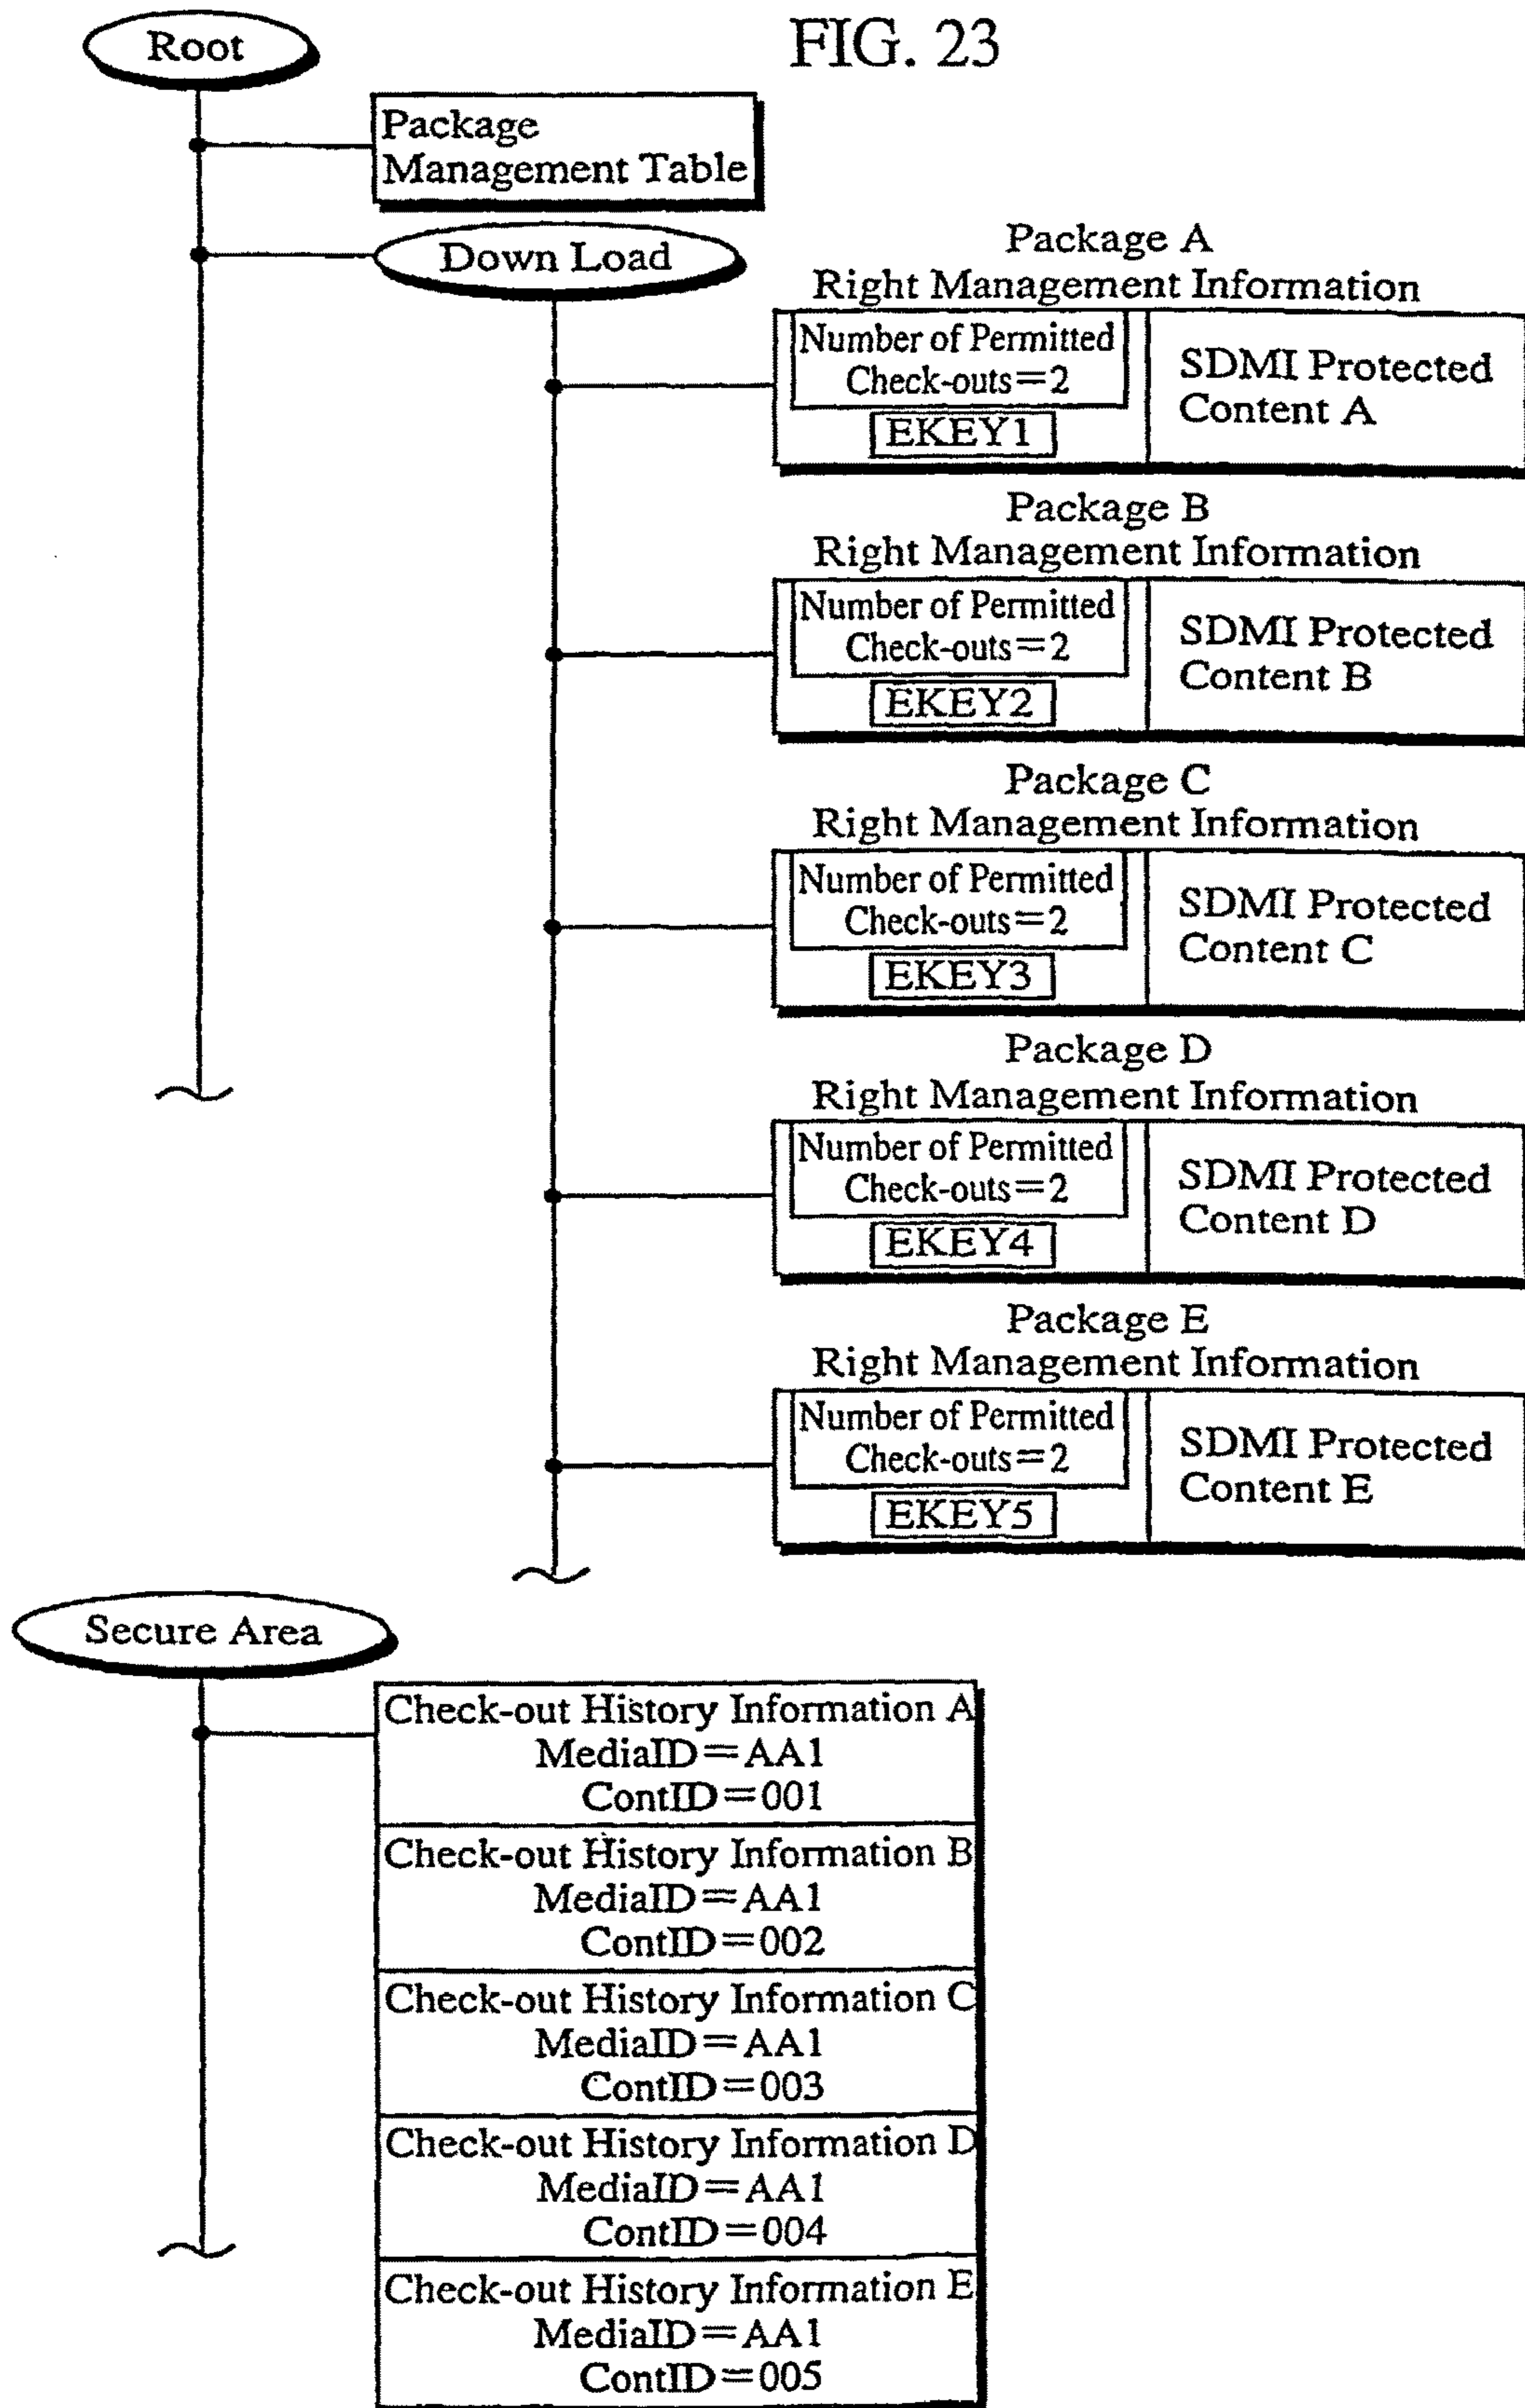 FIG. 23
Root
Package
Management Table
Down Load
Package A
Right Management Information
Number of Permitted
Check-outs=2
EKEY1
SDMI Protected
Content A
Package B
Right Management Information
Number of Permitted
Check-outs=2
EKEY2
SDMI Protected
Content B
Package C
Right Management Information
Number of Permitted
Check-outs=2
EKEY3
SDMI Protected
Content C
Package D
Right Management Information
Number of Permitted
Check-outs=2
EKEY4
SDMI Protected
Content D
Package E
Right Management Information
Number of Permitted
Check-outs=2
EKEY5
SDMI Protected
Content E
Secure Area
Check-out History Information A
MediaID=AA1
ContID=001
Check-out History Information B
MediaID=AA1
ContID=002
Check-out History Information C
MediaID=AA1
ContID=003
Check-out History Information D
MediaID=AA1
ContID=004
Check-out History Information E
MediaID=AA1
ContID=005